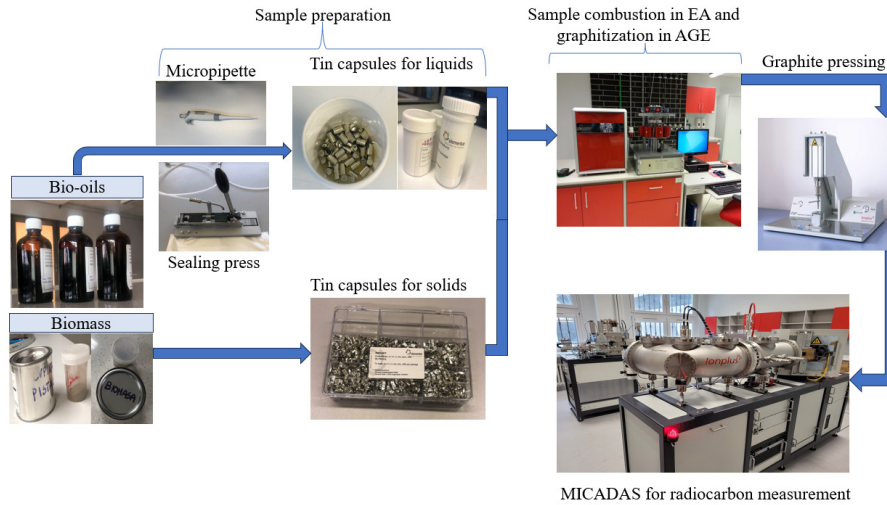 Sample preparation
Sample combustion in EA and
graphitization in AGE
Micropipette
Tin capsules for liquids
Graphite pressing
Bio-oils
Sealing press
Tin capsules for solids
Biomass
BIOMASA
ionplus
MICADAS for radiocarbon measurement